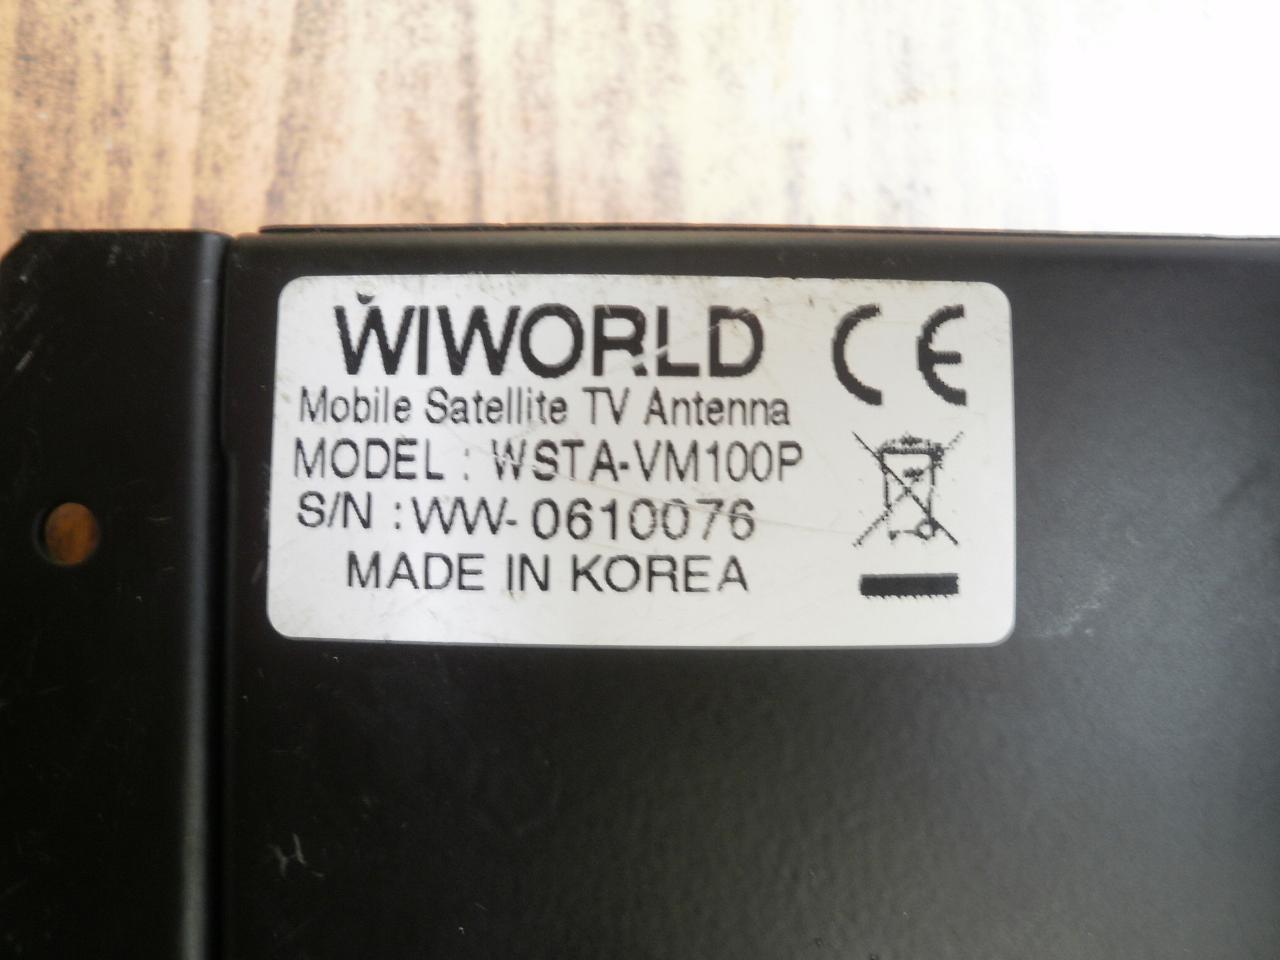 WIWORLD CE
Mobile Satellite TV Antenna
MODEL : WSTA-VM100P
S/N :WW-0610076
MADE IN KOREA